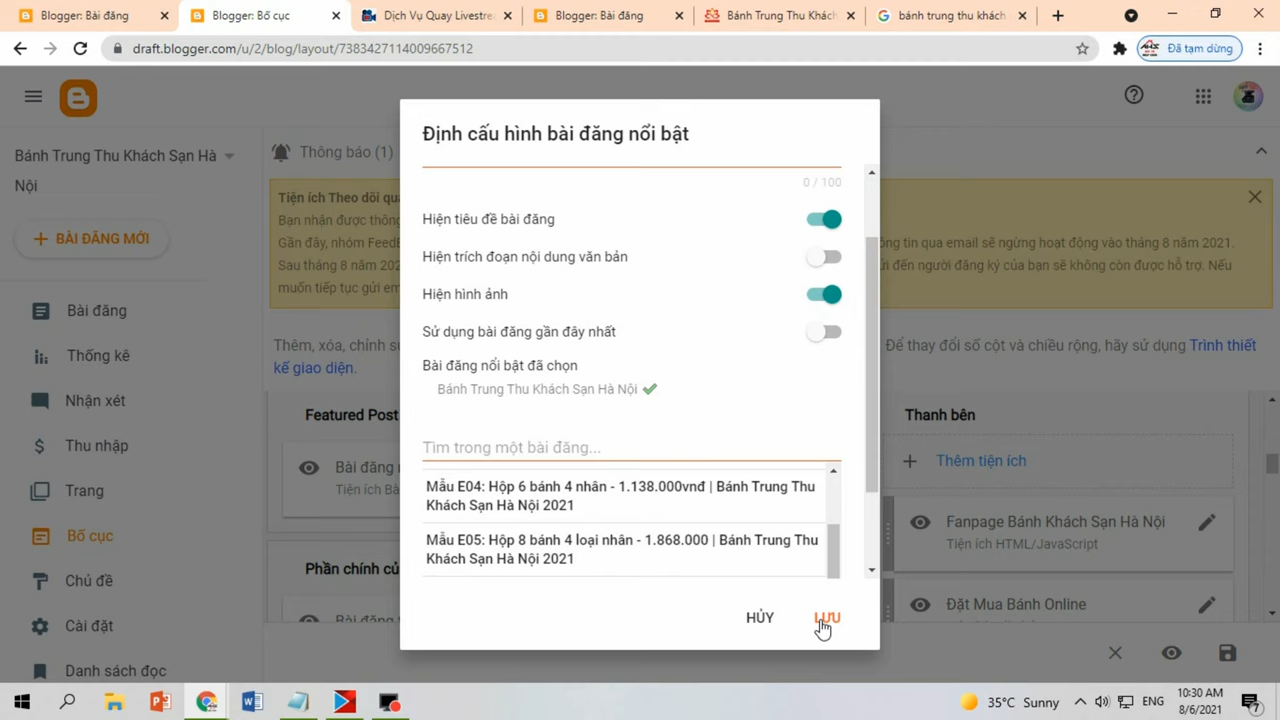 Blogger: Bài đăng
Blogger: Bố cục
Dịch Vụ Quay Livestrea
Blogger: Bài đăng
Bánh Trung Thu Khách
bánh trung thu khách
draft.blogger.com/u/2/blog/layout/7383427114009667512
Đã tạm dừng
Bánh Trung Thu Khách Sạn Hà
Nội
BÀI ĐĂNG MỚI
Bài đăng
Thống kê
Nhận xét
Thu nhập
Trang
Bố cục
Chủ đề
Cài đặt
Danh sách đọc
Thông báo (1)
Tiện ích Theo dõi qu
Bạn nhận được thông
Gần đây, nhóm FeedB
Sau tháng 8 năm 202
muốn tiếp tục gửi em
ng tin qua email sẽ ngừng hoạt động vào tháng 8 năm 2021.
ửi đến người đăng ký của bạn sẽ không còn được hỗ trợ. Nếu
Thêm, xóa, chỉnh s
Để thay đổi số cột và chiều rộng, hãy sử dụng Trình thiết
kế giao diện.
Featured Post
Bài đăng n
Tiện ích Bà
Phần chính củ
Bài đăng
Thanh bên
Thêm tiện ích
Fanpage Bánh Khách Sạn Hà Nội
Tiện ích HTML/JavaScript
Đặt Mua Bánh Online
Định cấu hình bài đăng nổi bật
0 / 100
Hiện tiêu đề bài đăng
Hiện trích đoạn nội dung văn bản
Hiện hình ảnh
Sử dụng bài đăng gần đây nhất
Bài đăng nổi bật đã chọn
Bánh Trung Thu Khách Sạn Hà Nội
Tìm trong một bài đăng...
Mẫu E04: Hộp 6 bánh 4 nhân - 1.138.000vnđ | Bánh Trung Thu
Khách Sạn Hà Nội 2021
Mẫu E05: Hộp 8 bánh 4 loại nhân - 1.868.000 | Bánh Trung Thu
Khách Sạn Hà Nội 2021
HỦY
LƯU
35°C Sunny
ENG
10:30 AM
8/6/2021
7